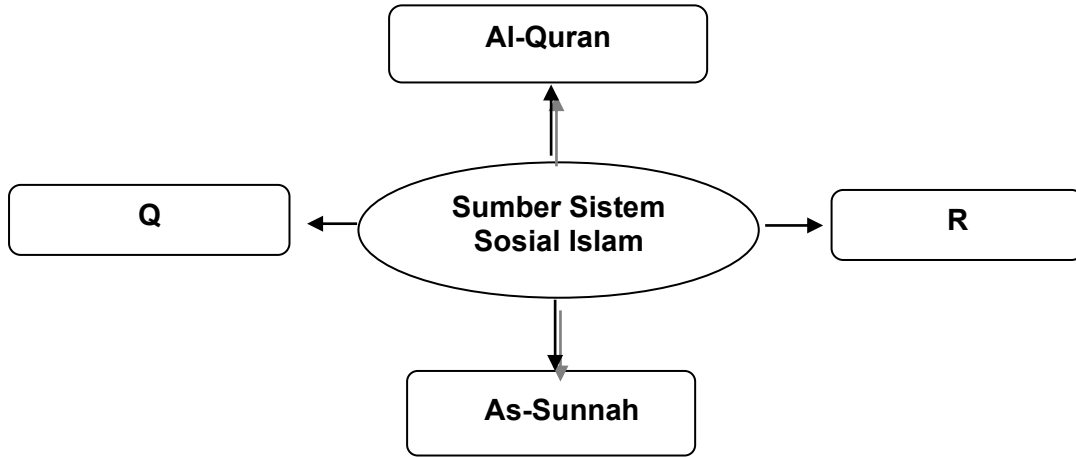 Al-Quran
Q
Sumber Sistem
Sosial Islam
R
As-Sunnah